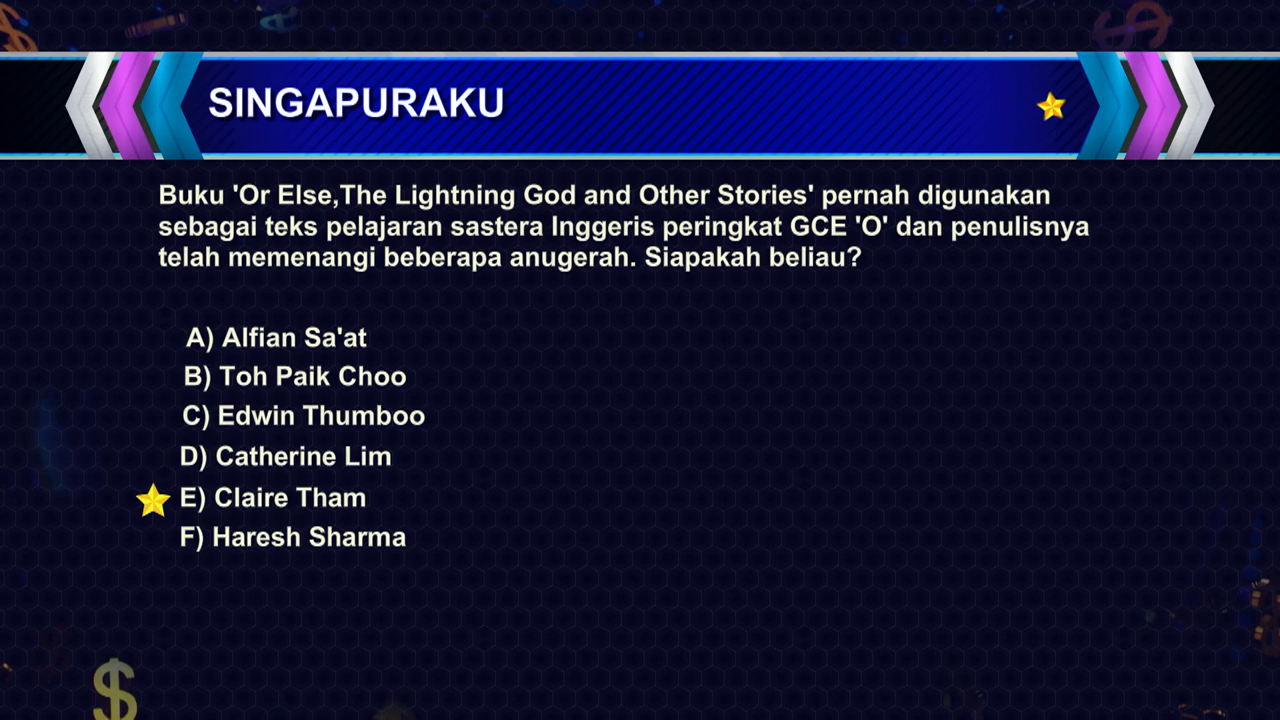 SINGAPURAKU
Buku 'Or Else,The Lightning God and Other Stories' pernah digunakan
sebagai teks pelajaran sastera Inggeris peringkat GCE 'O' dan penulisnya
telah memenangi beberapa anugerah. Siapakah beliau?
A) Alfian Sa'at
B) Toh Paik Choo
C) Edwin Thumboo
D) Catherine Lim
E) Claire Tham
F) Haresh Sharma